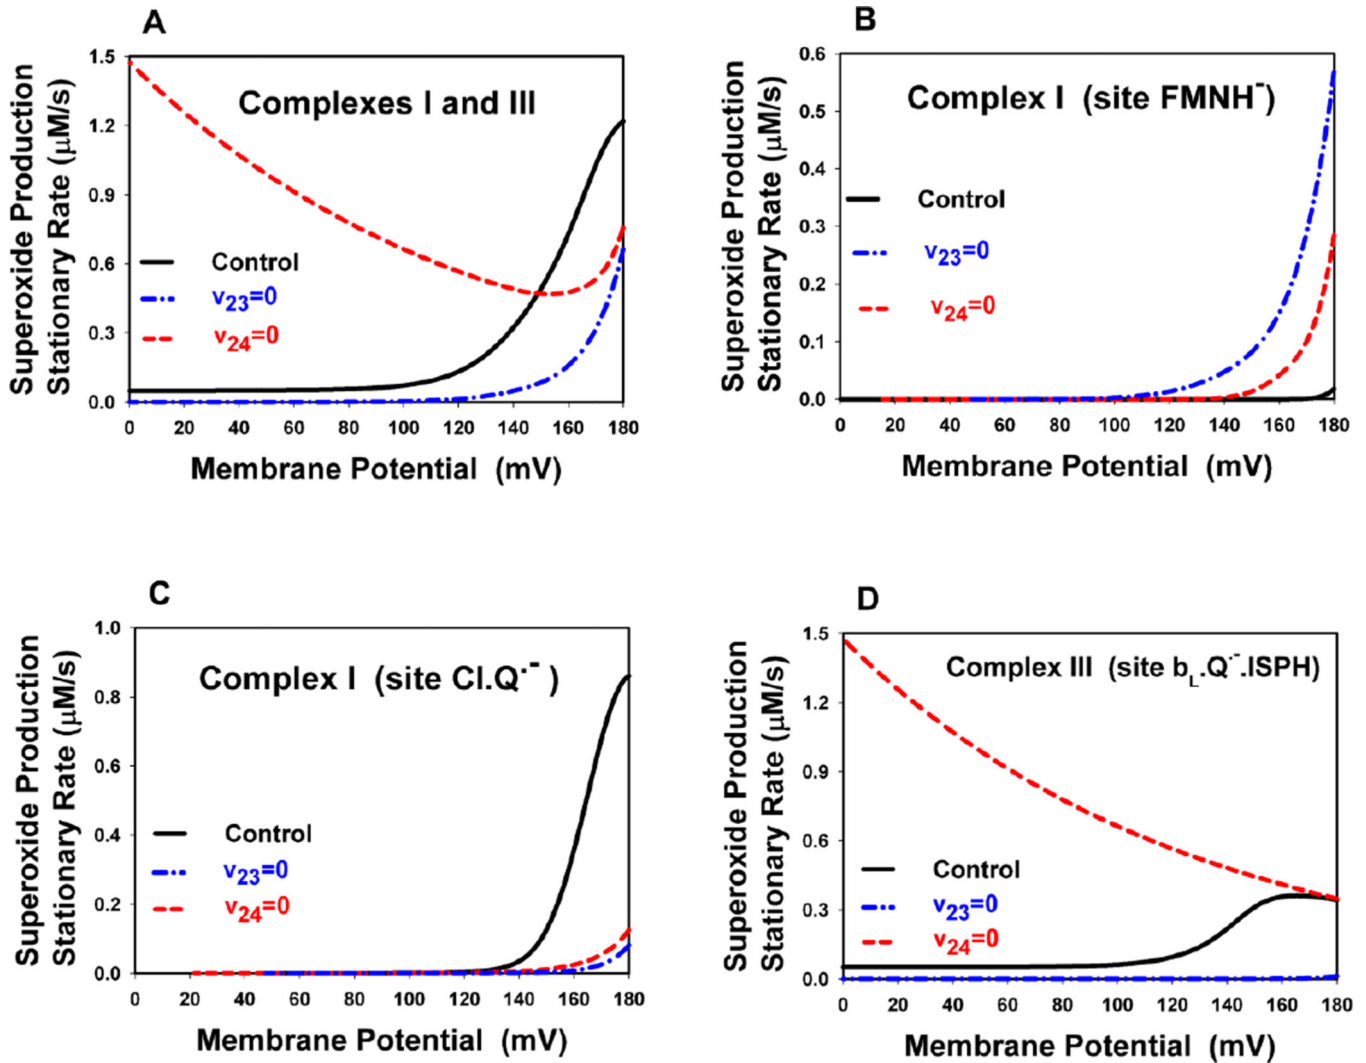 A
Superoxide Production
Stationary Rate (μM/s)
1.5
1.2
0.9
0.6
0.3
0.0
Complexes I and III
Control
v23=0
v24=0
0 20 40 60 80 100 120 140 160 180
Membrane Potential (mV)
B
Superoxide Production
Stationary Rate (μM/s)
0.6
0.5
0.4
0.3
0.2
0.1
0.0
Complex I (site FMNH⁻)
Control
v23=0
v24=0
0 20 40 60 80 100 120 140 160 180
Membrane Potential (mV)
C
Superoxide Production
Stationary Rate (μM/s)
1.0
0.8
0.6
0.4
0.2
0.0
Complex I (site CI.Q·⁻ )
Control
v23=0
v24=0
0 20 40 60 80 100 120 140 160 180
Membrane Potential (mV)
D
Superoxide Production
Stationary Rate (μM/s)
1.5
1.2
0.9
0.6
0.3
0.0
Complex III (site bL.Q·⁻.ISPH)
Control
v23=0
v24=0
0 20 40 60 80 100 120 140 160 180
Membrane Potential (mV)